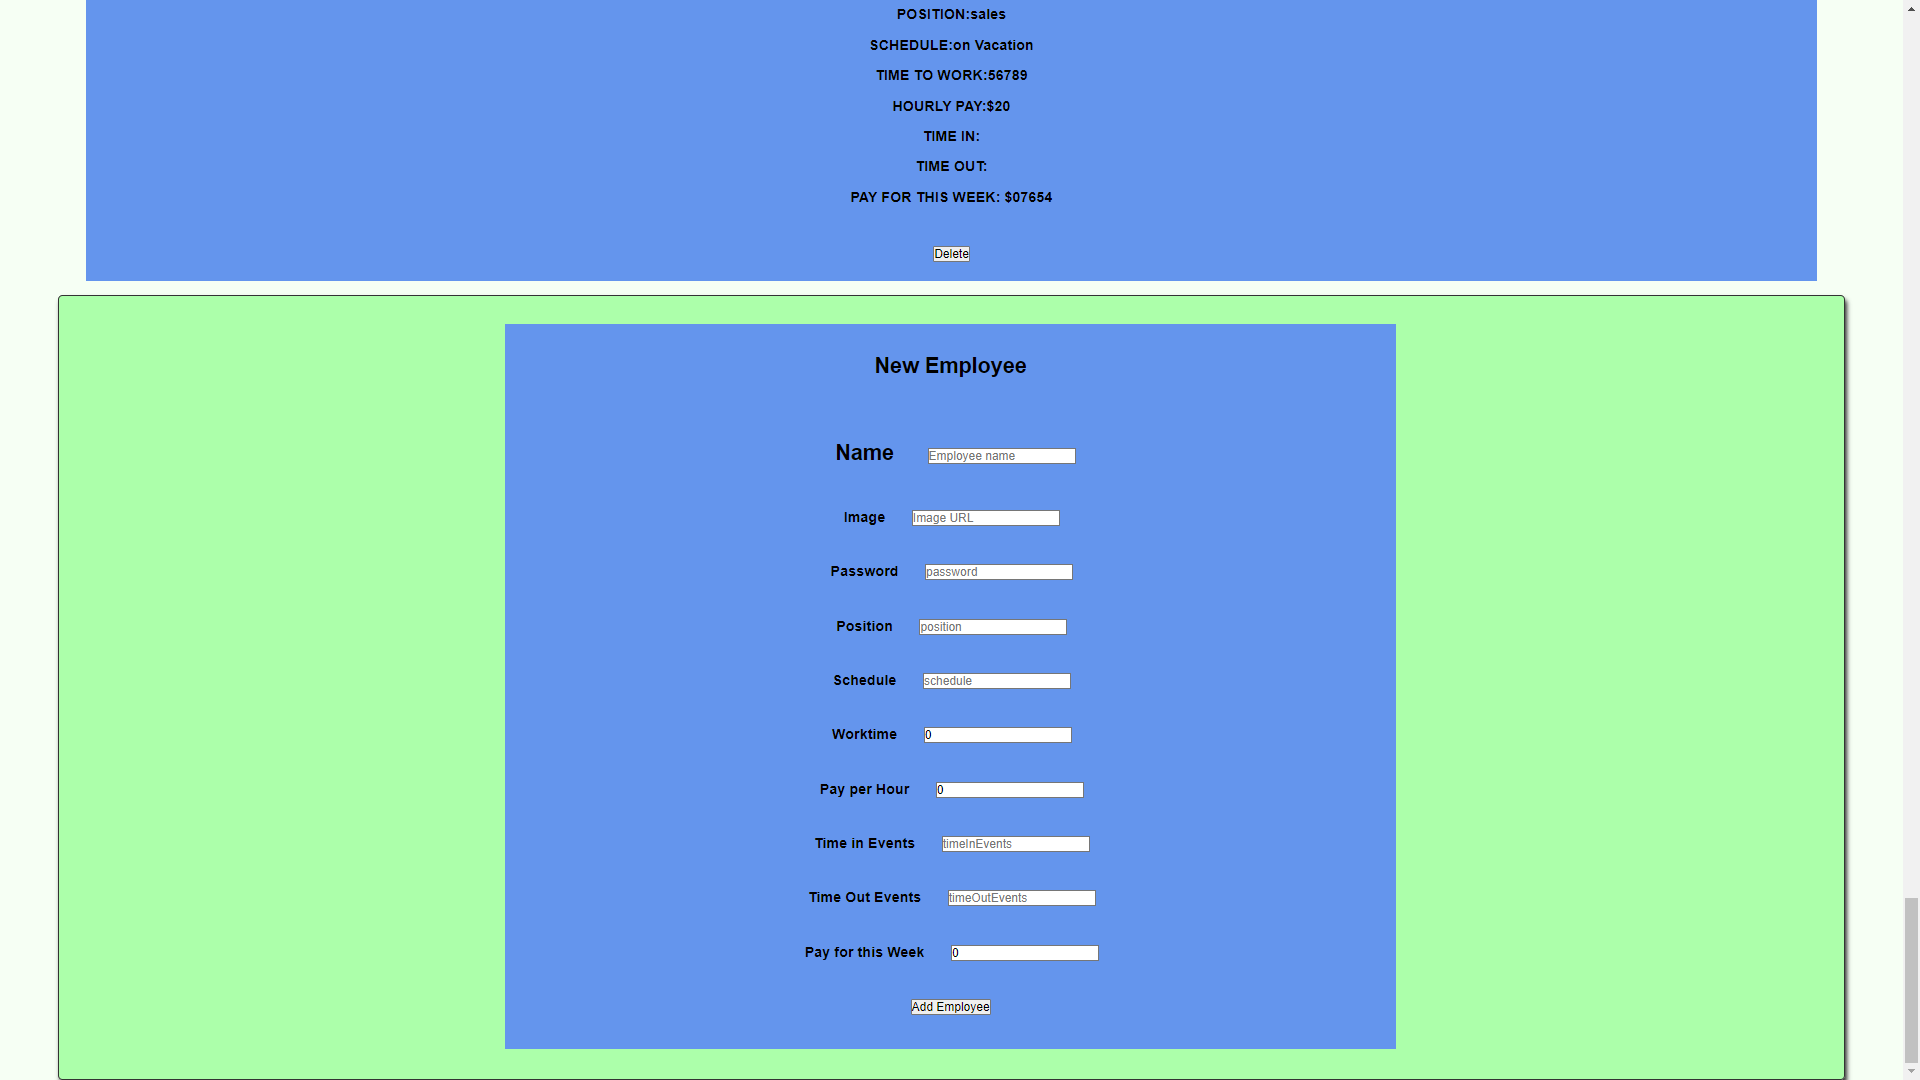 POSITION:sales
SCHEDULE:on Vacation
TIME TO WORK:56789
HOURLY PAY:$20
TIME IN:
TIME OUT:
PAY FOR THIS WEEK: $07654
Delete
New Employee
Name Employee name
Image Image URL
Password password
Position position
Schedule schedule
Worktime 0
Pay per Hour 0
Time in Events timeInEvents
Time Out Events timeOutEvents
Pay for this Week 0
Add Employee